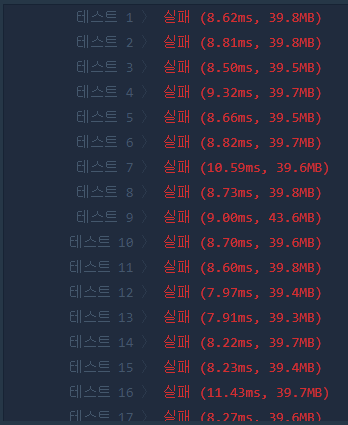 테스트 1 〉 실패 (8.62ms, 39.8MB)
테스트 2 〉 실패 (8.81ms, 39.8MB)
테스트 3 〉 실패 (8.50ms, 39.5MB)
테스트 4 〉 실패 (9.32ms, 39.7MB)
테스트 5 〉 실패 (8.66ms, 39.5MB)
테스트 6 〉 실패 (8.82ms, 39.7MB)
테스트 7 〉 실패 (10.59ms, 39.6MB)
테스트 8 〉 실패 (8.73ms, 39.8MB)
테스트 9 〉 실패 (9.00ms, 43.6MB)
테스트 10 〉 실패 (8.70ms, 39.6MB)
테스트 11 〉 실패 (8.60ms, 39.8MB)
테스트 12 〉 실패 (7.97ms, 39.4MB)
테스트 13 〉 실패 (7.91ms, 39.3MB)
테스트 14 〉 실패 (8.22ms, 39.7MB)
테스트 15 〉 실패 (8.23ms, 39.4MB)
테스트 16 〉 실패 (11.43ms, 39.7MB)
테스트 17 〉 실패 (8.27ms, 39.6MB)